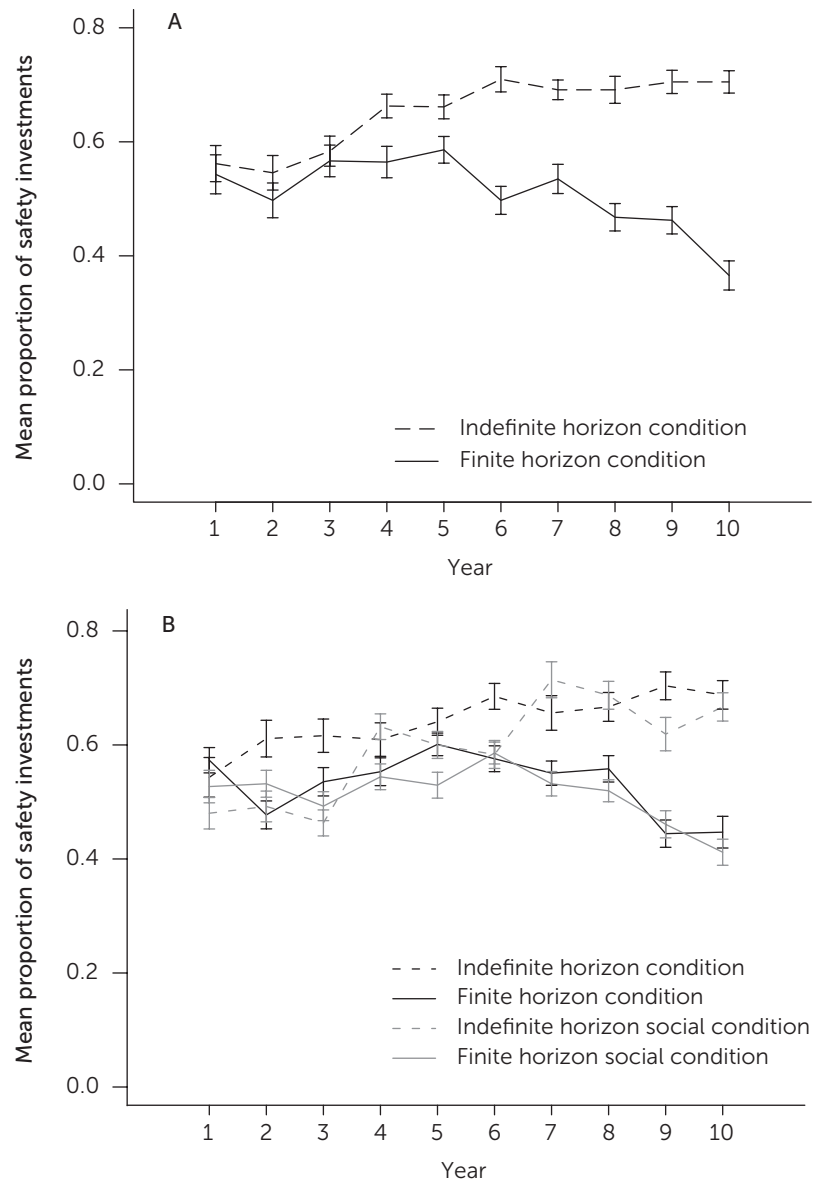 A
Mean proportion of safety investments
0.8
0.6
0.4
0.2
0.0
Indefinite horizon condition
Finite horizon condition
1 2 3 4 5 6 7 8 9 10
Year
B
Mean proportion of safety investments
0.8
0.6
0.4
0.2
0.0
Indefinite horizon condition
Finite horizon condition
Indefinite horizon social condition
Finite horizon social condition
1 2 3 4 5 6 7 8 9 10
Year